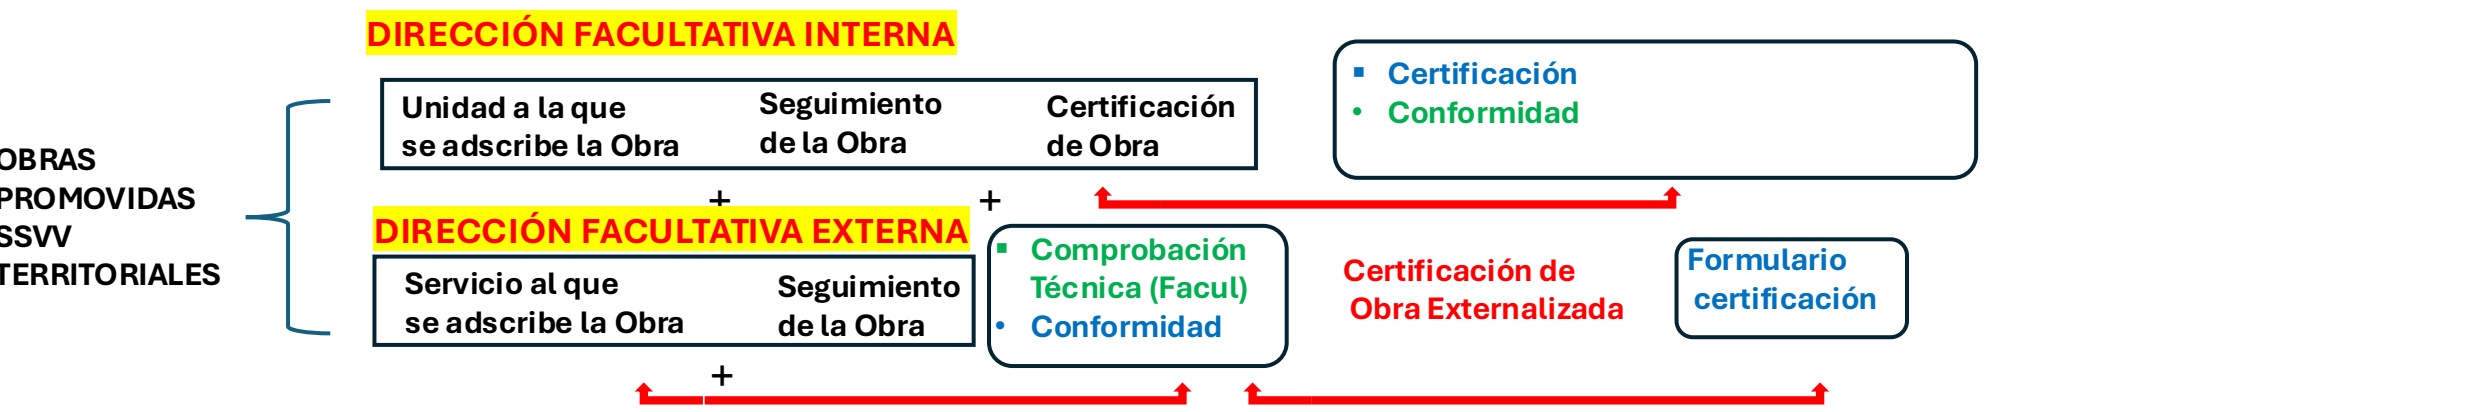 DIRECCIÓN FACULTATIVA INTERNA
Unidad a la que
se adscribe la Obra
Seguimiento
de la Obra
Certificación
de Obra
▪ Certificación
• Conformidad
OBRAS
PROMOVIDAS
SSVV
TERRITORIALES
+
+
DIRECCIÓN FACULTATIVA EXTERNA
Servicio al que
se adscribe la Obra
Seguimiento
de la Obra
▪ Comprobación
Técnica (Facul)
• Conformidad
Certificación de
Obra Externalizada
Formulario
certificación
+